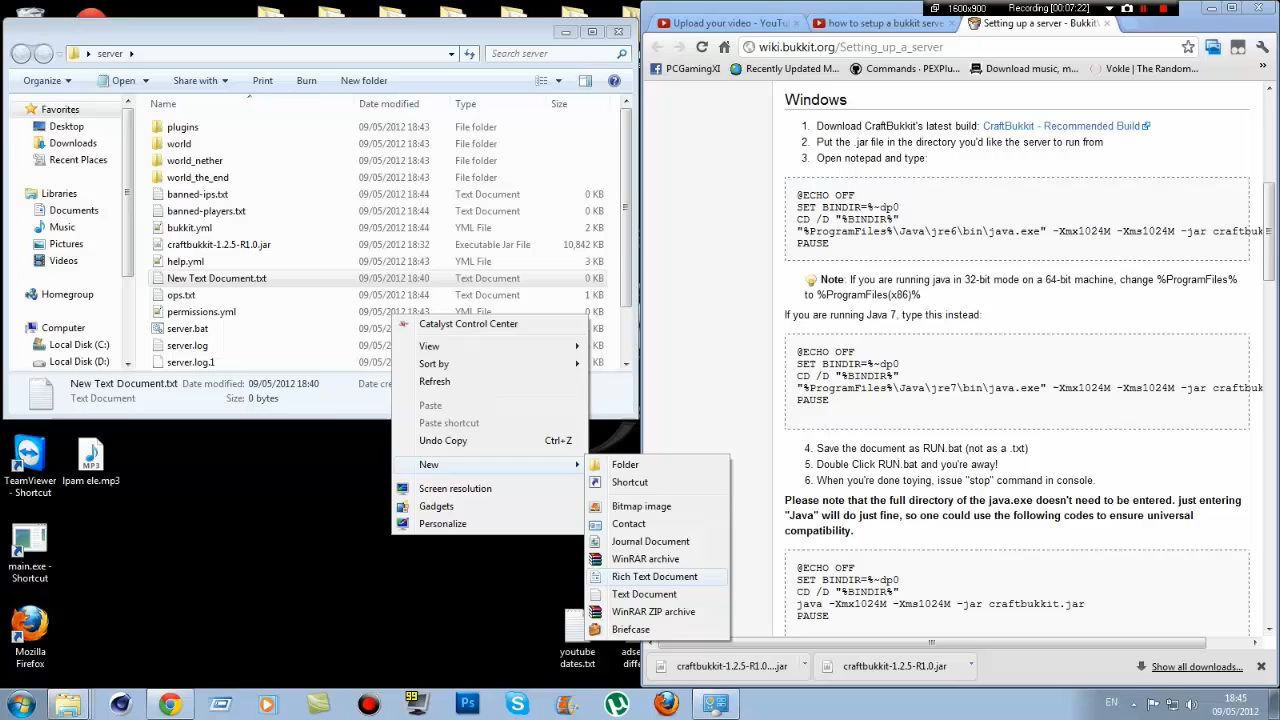 1600x900
Recording [00:07:22]
server
Search server
Organize
Open
Share with
Print
Burn
New folder
Favorites
Desktop
Downloads
Recent Places
Libraries
Documents
Music
Pictures
Videos
Homegroup
Computer
Local Disk (C:)
Local Disk (D:)
Name Date modified Type Size
plugins 09/05/2012 18:43 File folder
world 09/05/2012 18:43 File folder
world_nether 09/05/2012 18:43 File folder
world_the_end 09/05/2012 18:43 File folder
banned-ips.txt 09/05/2012 18:44 Text Document 0 KB
banned-players.txt 09/05/2012 18:44 Text Document 0 KB
bukkit.yml 09/05/2012 18:44 YML File 2 KB
craftbukkit-1.2.5-R1.0.jar 09/05/2012 18:32 Executable Jar File 10,842 KB
help.yml 09/05/2012 18:43 YML File 3 KB
New Text Document.txt 09/05/2012 18:40 Text Document 0 KB
ops.txt 09/05/2012 18:44 Text Document 1 KB
permissions.yml 09/05/2012 18:44 YML File 0 KB
server.bat KB
server.log KB
server.log.1 KB
New Text Document.txt Date modified: 09/05/2012 18:40 Date cre
Text Document Size: 0 bytes
Catalyst Control Center
View
Sort by
Refresh
Paste
Paste shortcut
Undo Copy Ctrl+Z
New
Screen resolution
Gadgets
Personalize
Folder
Shortcut
Bitmap image
Contact
Journal Document
WinRAR archive
Rich Text Document
Text Document
WinRAR ZIP archive
Briefcase
TeamViewer
- Shortcut
lpam ele.mp3
MP3
main.exe -
Shortcut
Mozilla
Firefox
youtube
dates.txt
adse
diffe
Upload your video - YouTu
how to setup a bukkit serve
Setting up a server - Bukkit
wiki.bukkit.org/Setting_up_a_server
PCGamingXI
Recently Updated M...
Commands - PEXPlu...
Download music, m...
Vokle | The Random...
Windows
1. Download CraftBukkit's latest build: CraftBukkit - Recommended Build
2. Put the .jar file in the directory you'd like the server to run from
3. Open notepad and type:
@ECHO OFF
SET BINDIR=%~dp0
CD /D "%BINDIR%"
"%ProgramFiles%\Java\jre6\bin\java.exe" -Xmx1024M -Xms1024M -jar craftbuk
PAUSE
Note: If you are running java in 32-bit mode on a 64-bit machine, change %ProgramFiles%
to %ProgramFiles(x86)%
If you are running Java 7, type this instead:
@ECHO OFF
SET BINDIR=%~dp0
CD /D "%BINDIR%"
"%ProgramFiles%\Java\jre7\bin\java.exe" -Xmx1024M -Xms1024M -jar craftbuk
PAUSE
4. Save the document as RUN.bat (not as a .txt)
5. Double Click RUN.bat and you're away!
6. When you're done toying, issue "stop" command in console.
Please note that the full directory of the java.exe doesn't need to be entered. just entering
"Java" will do just fine, so one could use the following codes to ensure universal
compatibility.
@ECHO OFF
SET BINDIR=%~dp0
CD /D "%BINDIR%"
java -Xmx1024M -Xms1024M -jar craftbukkit.jar
PAUSE
craftbukkit-1.2.5-R1.0....jar
craftbukkit-1.2.5-R1.0.jar
Show all downloads...
99
Ps
EN
18:45
09/05/2012